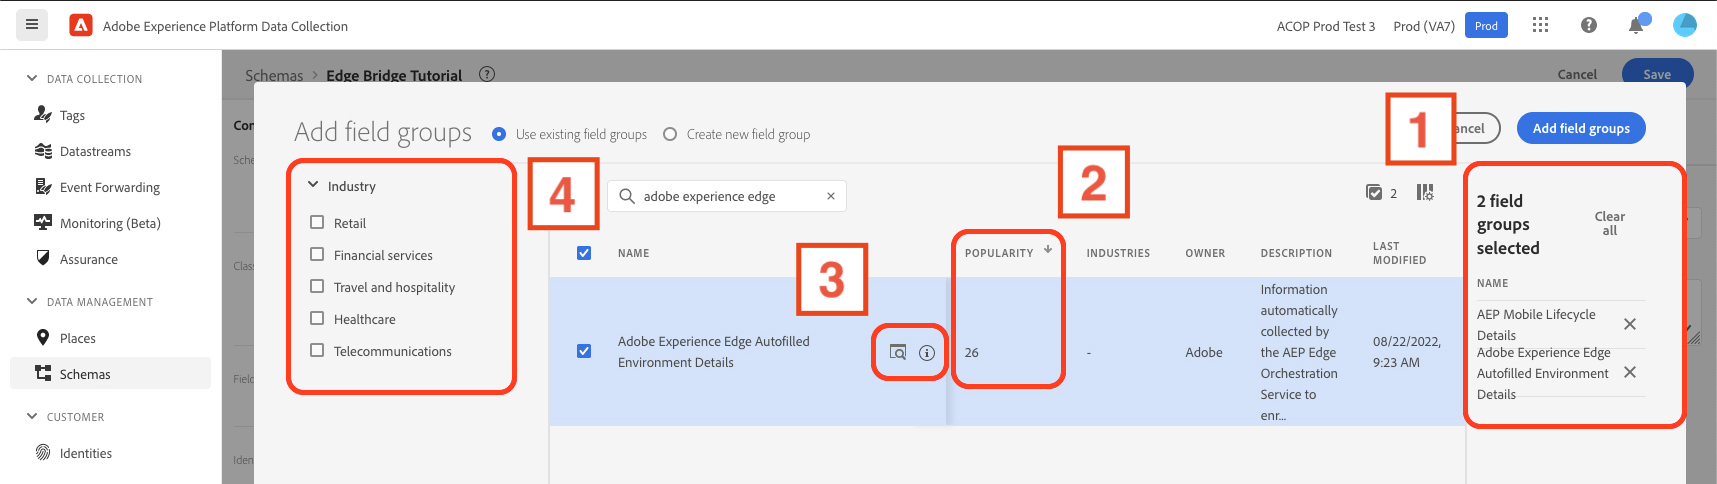 Adobe Experience Platform Data Collection
ACOP Prod Test 3
Prod (VA7)
Prod
DATA COLLECTION
Tags
Datastreams
Event Forwarding
Monitoring (Beta)
Assurance
DATA MANAGEMENT
Places
Schemas
CUSTOMER
Identities
Schemas > Edge Bridge Tutorial
Cancel
Save
Add field groups
Use existing field groups
Create new field group
1
ancel
Add field groups
Industry
Retail
Financial services
Travel and hospitality
Healthcare
Telecommunications
4
adobe experience edge
2
2
3
NAME
POPULARITY
INDUSTRIES
OWNER
DESCRIPTION
LAST
MODIFIED
Adobe Experience Edge Autofilled
Environment Details
26
-
Adobe
Information
automatically
collected by
the AEP Edge
Orchestration
Service to
enr...
08/22/2022,
9:23 AM
2 field
groups
selected
Clear
all
NAME
AEP Mobile Lifecycle
Details
Adobe Experience Edge
Autofilled Environment
Details